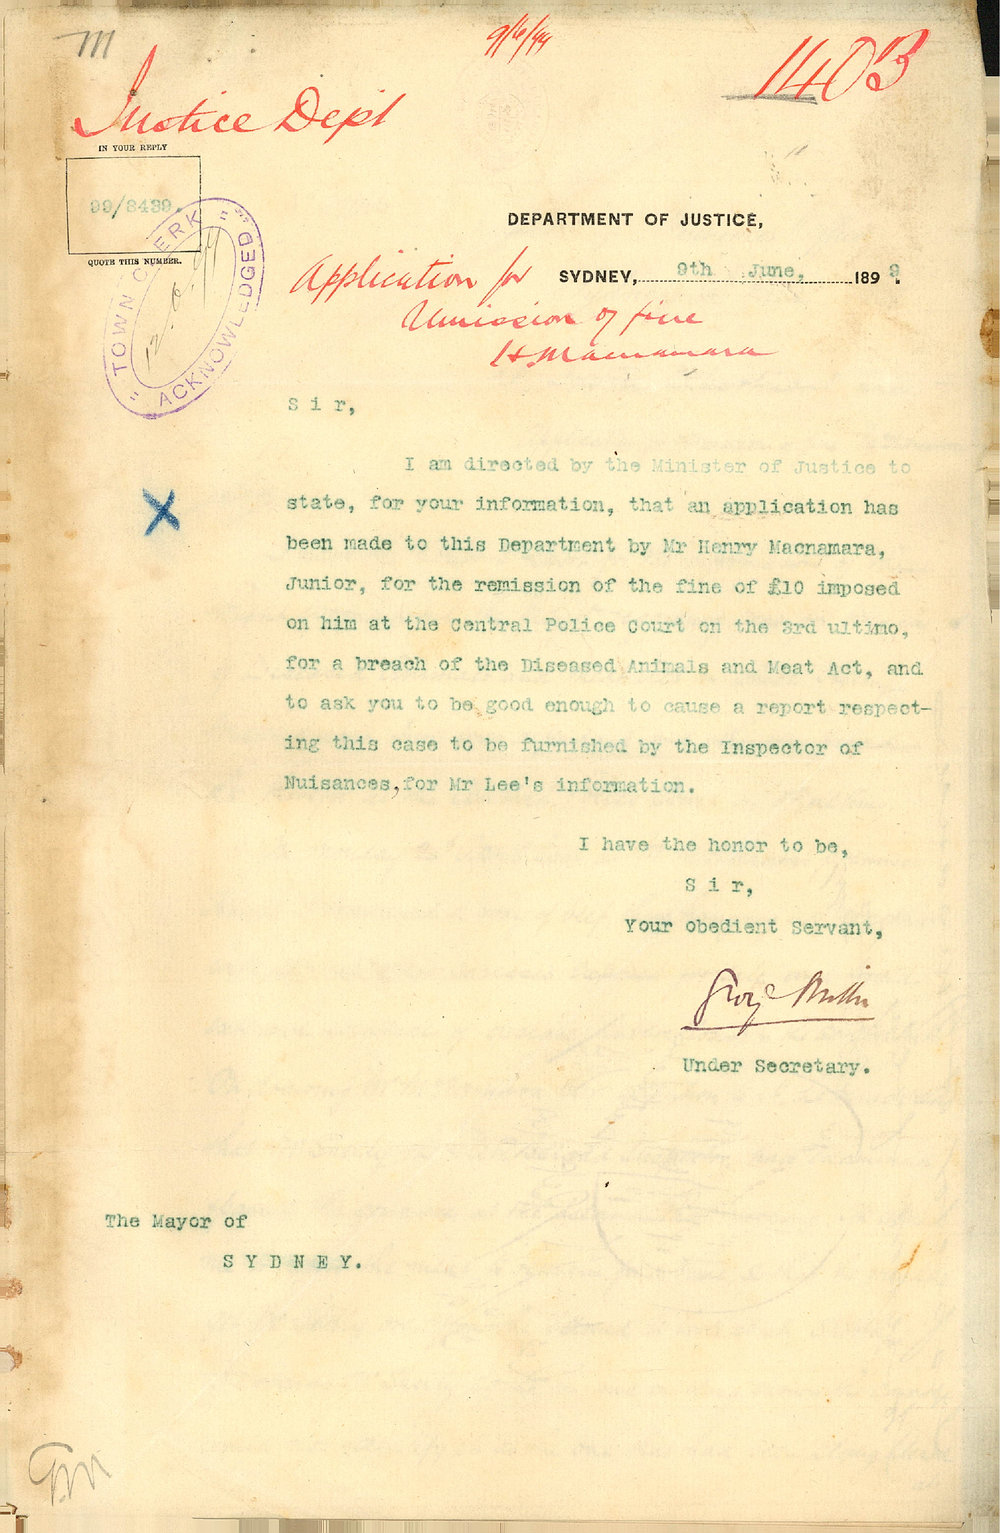 m
9/6/99
1403
Justice Dept
IN YOUR REPLY
99/8439.
QUOTE THIS NUMBER.
"TOWN CLERK"
12.6.99
ACKNOWLEDGED
DEPARTMENT OF JUSTICE,
SYDNEY, 9th June, 1899.
Application for
remission of fine
H. Macnamara
Sir,
I am directed by the Minister of Justice to
state, for your information, that an application has
been made to this Department by Mr Henry Macnamara,
Junior, for the remission of the fine of £10 imposed
on him at the Central Police Court on the 3rd ultimo,
for a breach of the Diseased Animals and Meat Act, and
to ask you to be good enough to cause a report respect-
ing this case to be furnished by the Inspector of
Nuisances, for Mr Lee's information.
I have the honor to be,
Sir,
Your obedient Servant,
Under Secretary.
The Mayor of
SYDNEY.